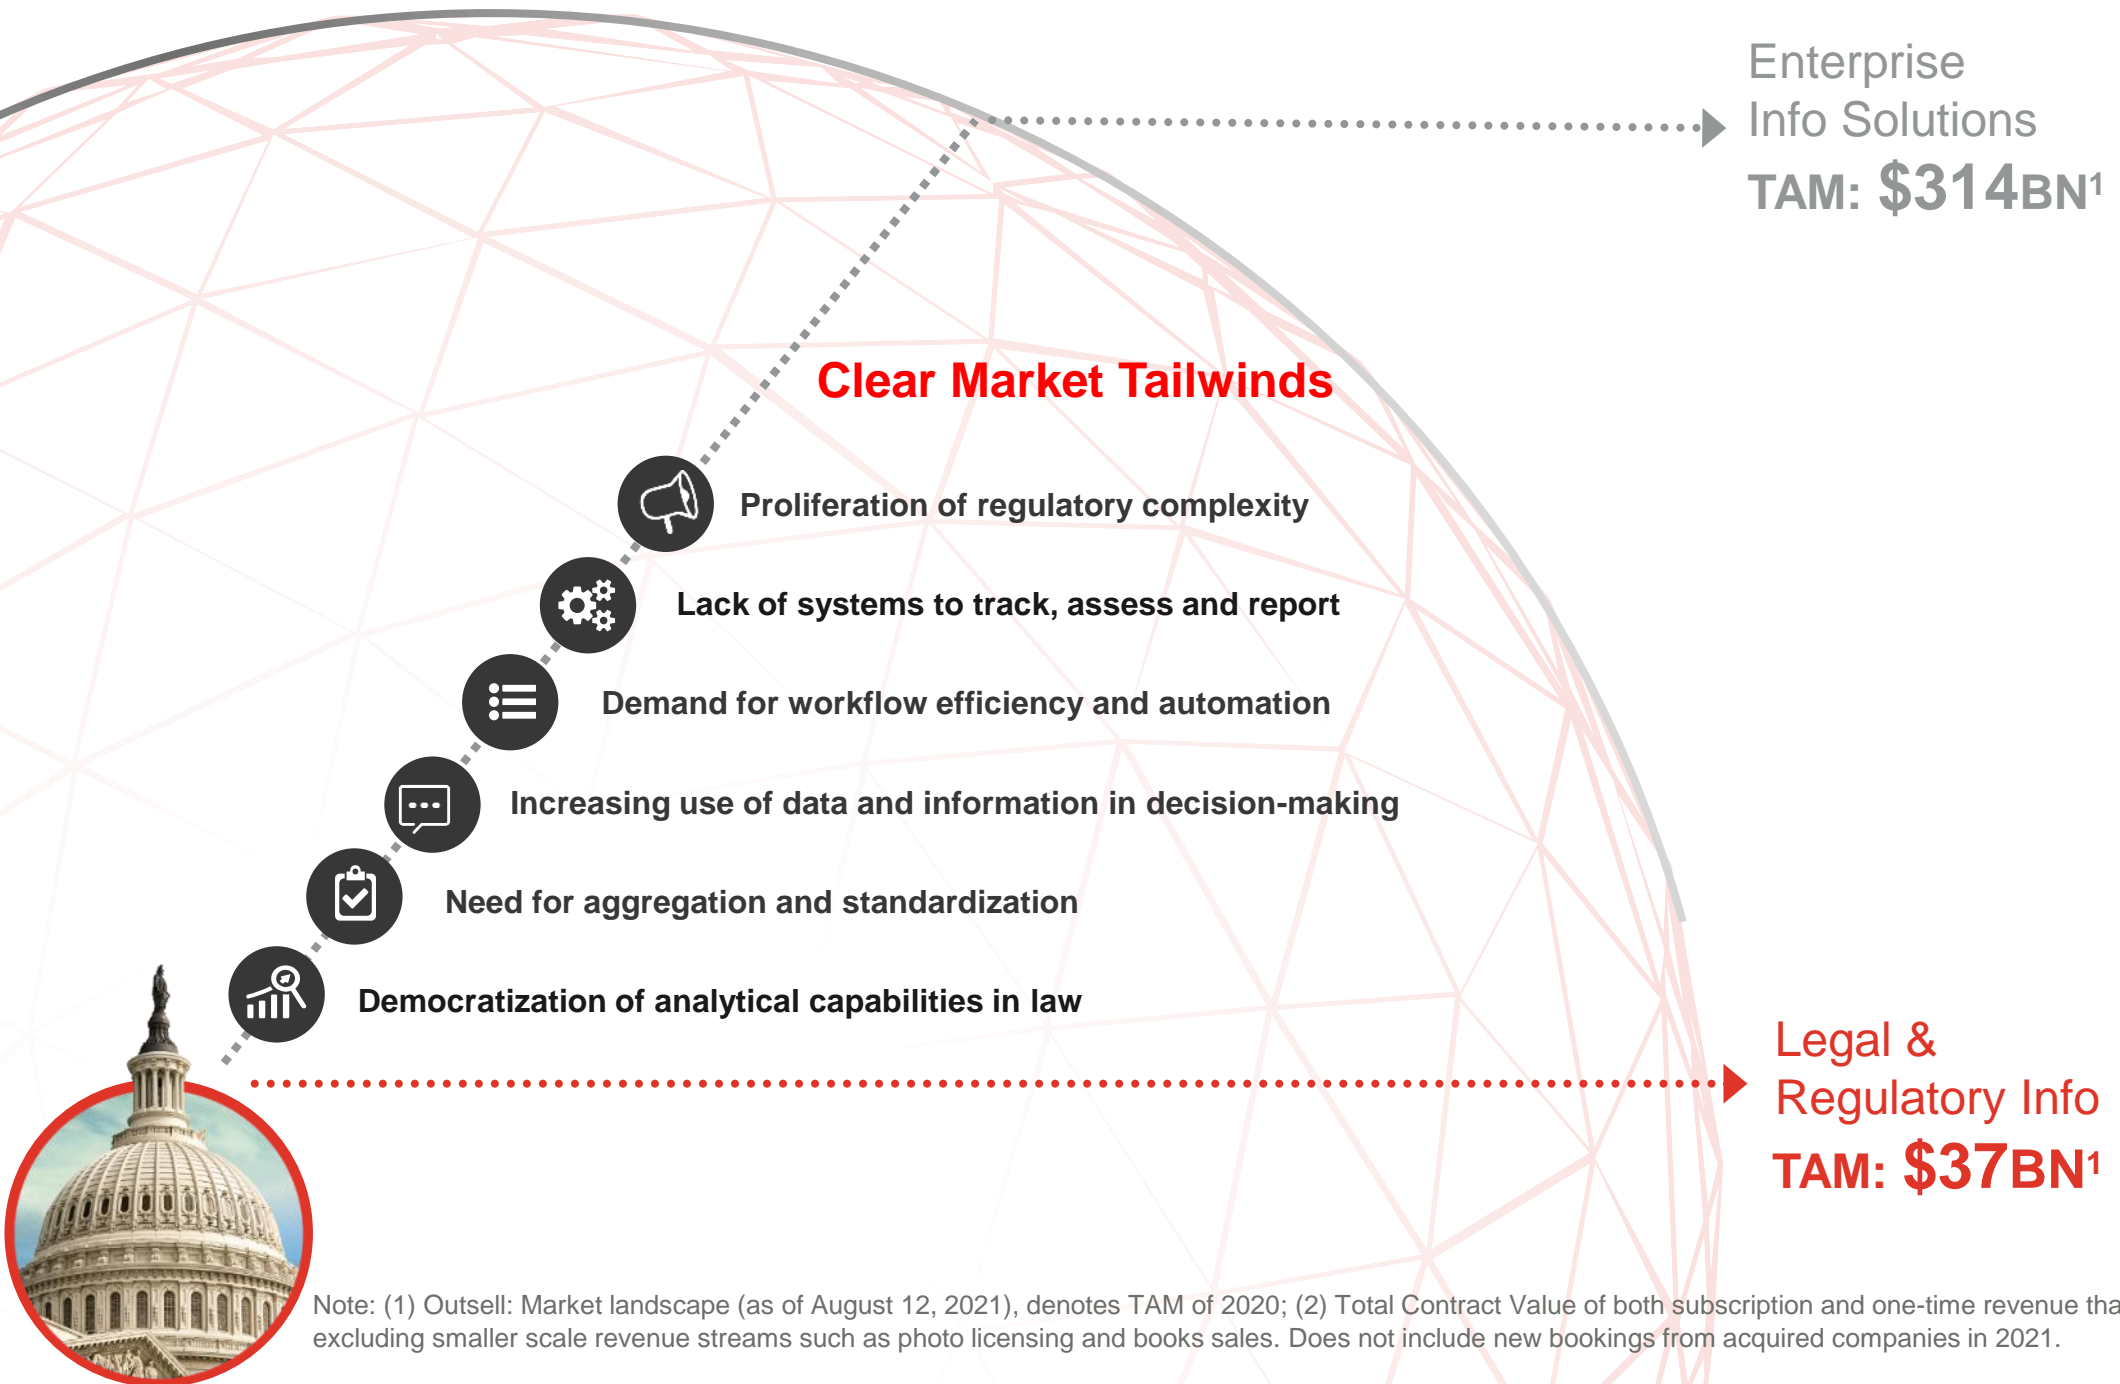 Enterprise
Info Solutions
TAM: $314BN¹
Clear Market Tailwinds
Proliferation of regulatory complexity
Lack of systems to track, assess and report
Demand for workflow efficiency and automation
Increasing use of data and information in decision-making
Need for aggregation and standardization
Democratization of analytical capabilities in law
Legal &
Regulatory Info
TAM: $37BN¹
Note: (1) Outsell: Market landscape (as of August 12, 2021), denotes TAM of 2020; (2) Total Contract Value of both subscription and one-time revenue tha
excluding smaller scale revenue streams such as photo licensing and books sales. Does not include new bookings from acquired companies in 2021.